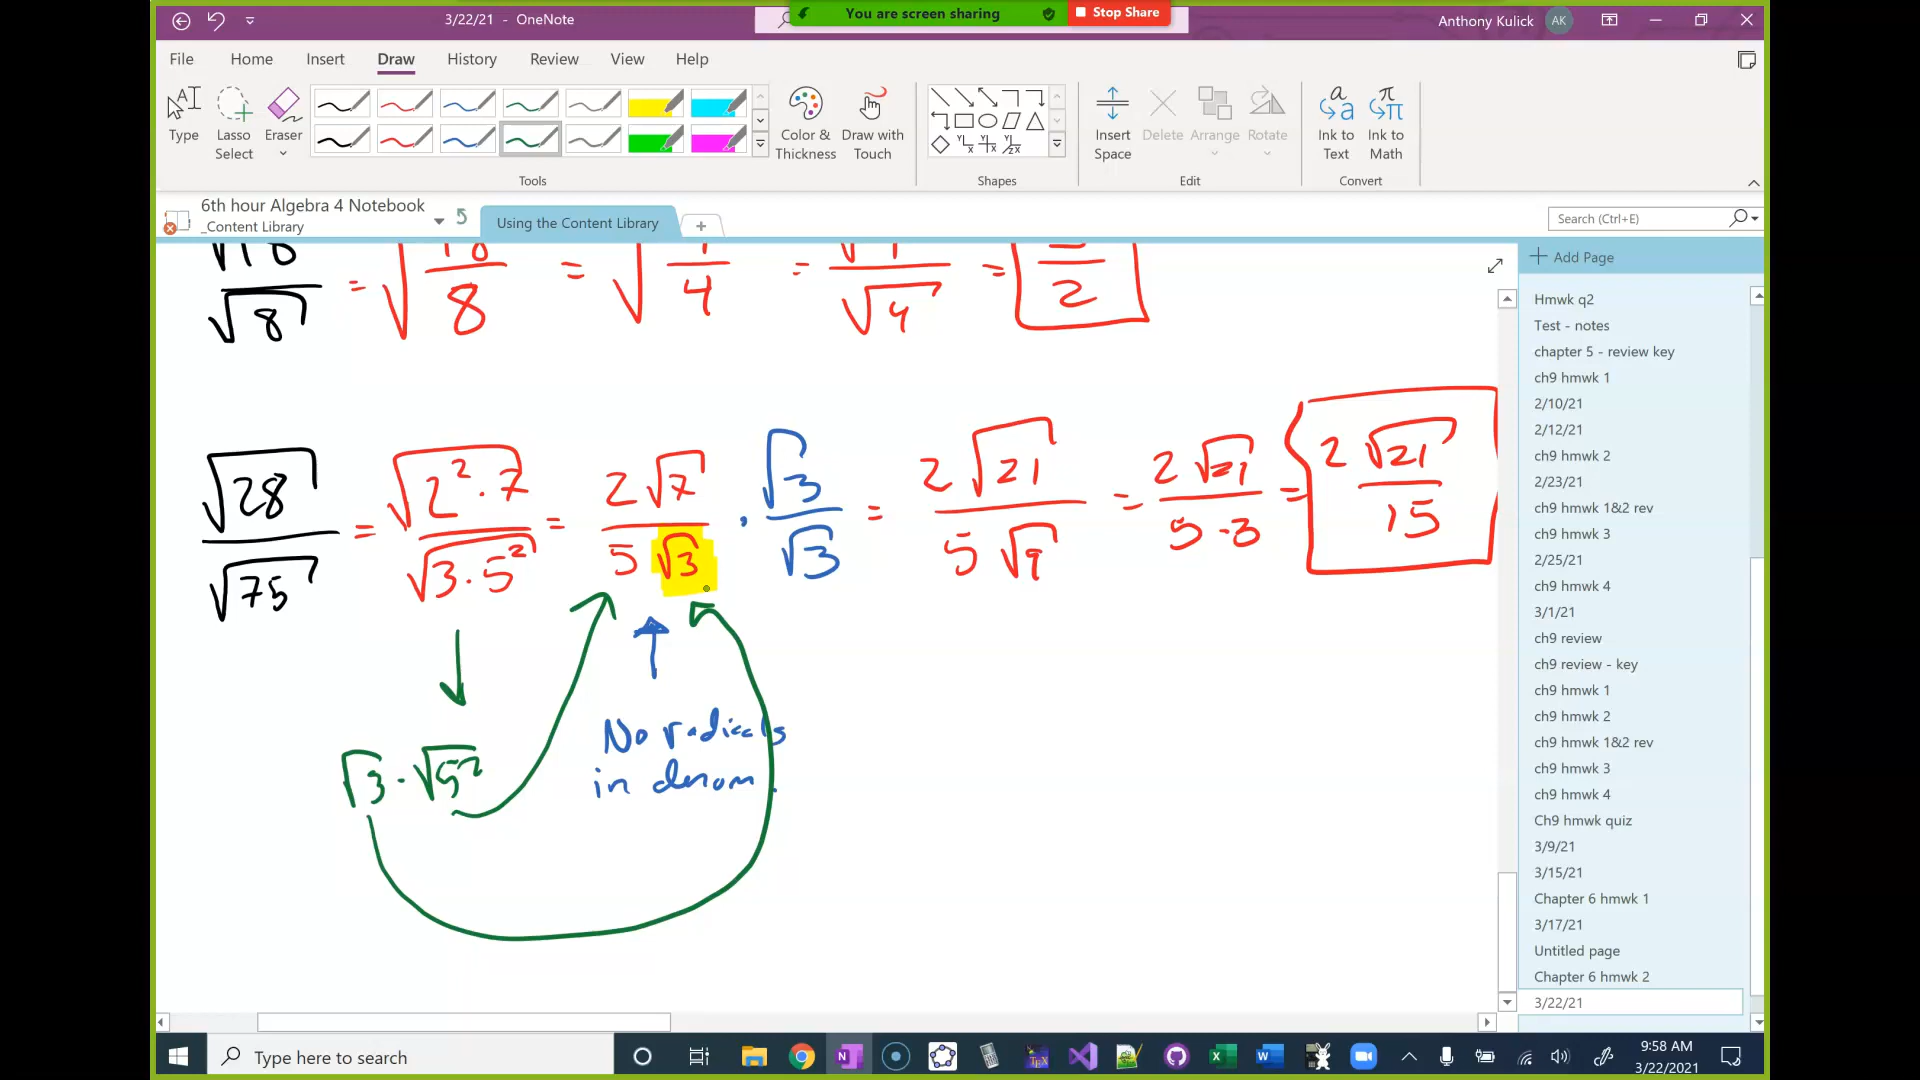 3/22/21 - OneNote
You are screen sharing
Stop Share
Anthony Kulick
AK
File Home Insert Draw History Review View Help
Type
Lasso Select
Eraser
Color & Thickness
Draw with Touch
Insert Space
Delete
Arrange
Rotate
Ink to Text
Ink to Math
Tools
Shapes
Edit
Convert
6th hour Algebra 4 Notebook
_Content Library
Using the Content Library
Search (Ctrl+E)
Add Page
Hmwk q2
Test - notes
chapter 5 - review key
ch9 hmwk 1
2/10/21
2/12/21
ch9 hmwk 2
2/23/21
ch9 hmwk 1&2 rev
ch9 hmwk 3
2/25/21
ch9 hmwk 4
3/1/21
ch9 review
ch9 review - key
ch9 hmwk 1
ch9 hmwk 2
ch9 hmwk 1&2 rev
ch9 hmwk 3
ch9 hmwk 4
Ch9 hmwk quiz
3/9/21
3/15/21
Chapter 6 hmwk 1
3/17/21
Untitled page
Chapter 6 hmwk 2
3/22/21
√8 = √(18/8) = √(1/4) = √1/√4 = 2
√28/√75 = √(2²·7)/√(3·5²) = 2√7/5√3 · √3/√3 = 2√21/5√9 = 2√21/5·3 = 2√21/15
√3 · √5²
No radicals
in denom.
Type here to search
9:58 AM
3/22/2021